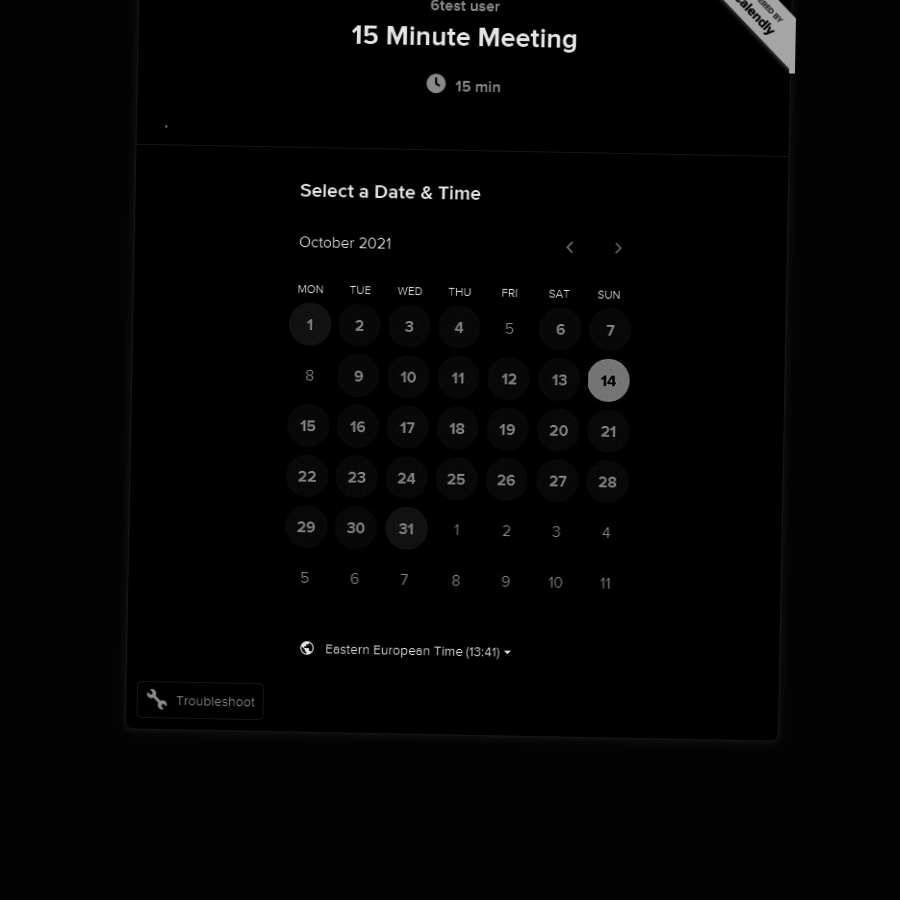 6test user
15 Minute Meeting
15 min
Calendly
Select a Date & Time
October 2021
MON TUE WED THU FRI SAT SUN
1 2 3 4 5 6 7
8 9 10 11 12 13 14
15 16 17 18 19 20 21
22 23 24 25 26 27 28
29 30 31 1 2 3 4
5 6 7 8 9 10 11
Eastern European Time (13:41)
Troubleshoot